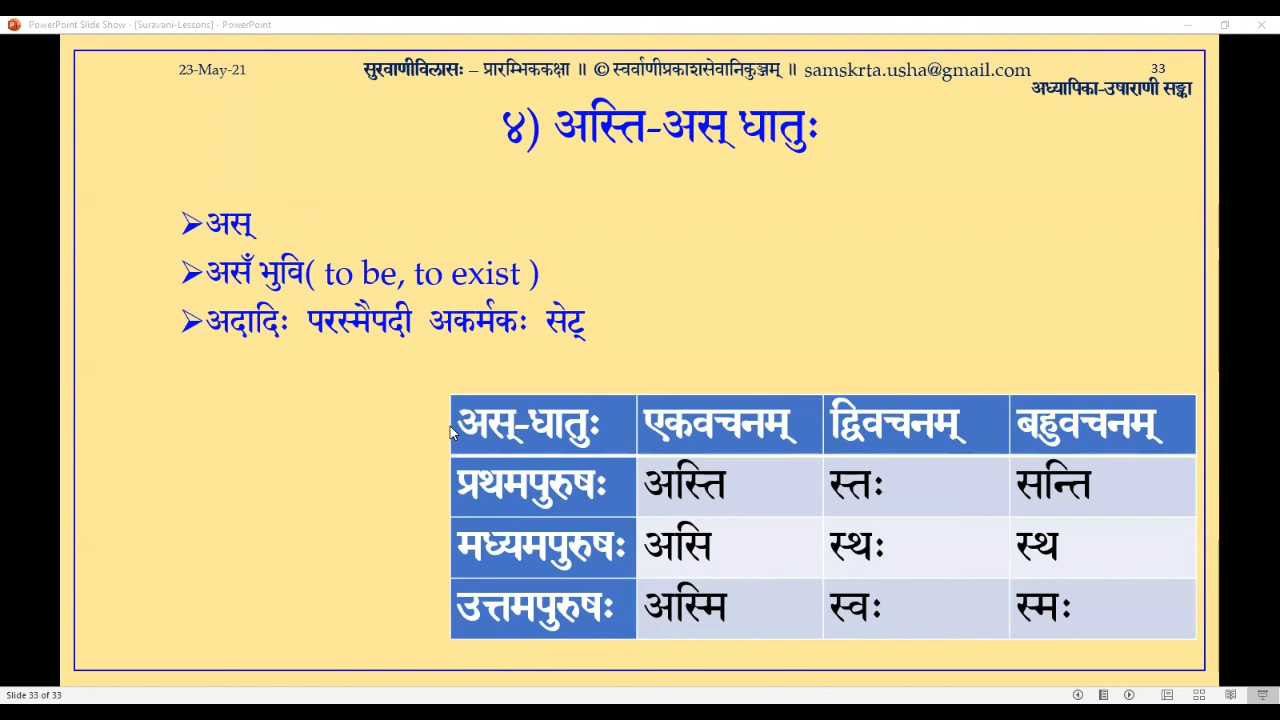 PowerPoint Slide Show - [Suravani-Lessons] - PowerPoint
23-May-21 सुरवाणीविलासः – प्रारम्भिककक्षा ॥ © स्वर्वाणीप्रकाशसेवानिकुञ्जम् ॥ samskrta.usha@gmail.com 33
अध्यापिका-उषाराणी सङ्का
४) अस्ति-अस् धातुः
➢अस्
➢असँ भुवि( to be, to exist )
➢अदादिः परस्मैपदी अकर्मकः सेट्
अस्-धातुः एकवचनम् द्विवचनम् बहुवचनम्
प्रथमपुरुषः अस्ति स्तः सन्ति
मध्यमपुरुषः असि स्थः स्थ
उत्तमपुरुषः अस्मि स्वः स्मः
Slide 33 of 33